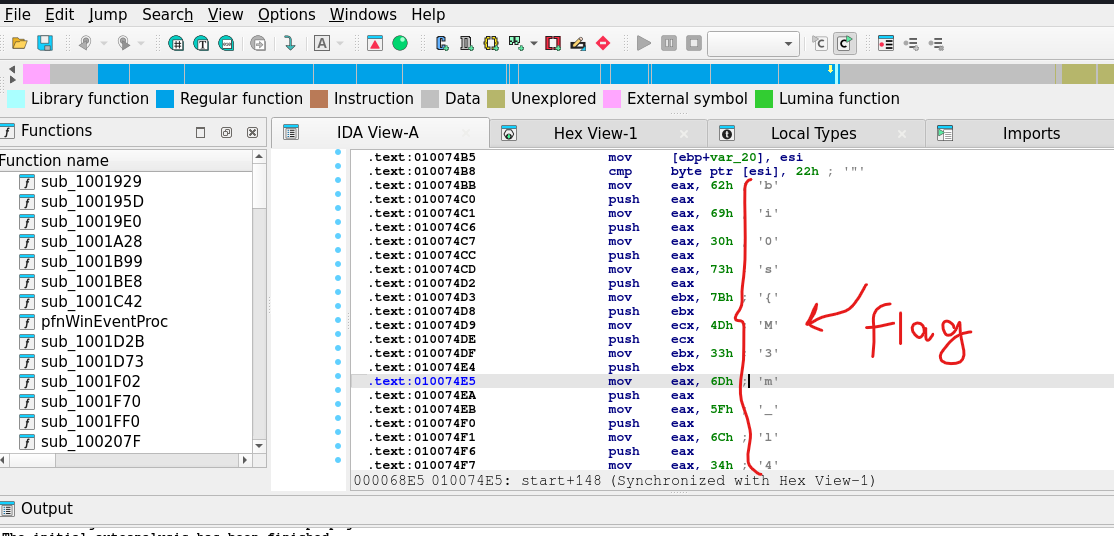 File Edit Jump Search View Options Windows Help
Library function Regular function Instruction Data Unexplored External symbol Lumina function
Functions
IDA View-A Hex View-1 Local Types Imports
Function name
sub_1001929
sub_100195D
sub_10019E0
sub_1001A28
sub_1001B99
sub_1001BE8
sub_1001C42
pfnWinEventProc
sub_1001D2B
sub_1001D73
sub_1001F02
sub_1001F70
sub_1001FF0
sub_100207F
.text:010074B5 mov [ebp+var_20], esi
.text:010074B8 cmp byte ptr [esi], 22h ; '"'
.text:010074BB mov eax, 62h ; 'b'
.text:010074C0 push eax
.text:010074C1 mov eax, 69h ; 'i'
.text:010074C6 push eax
.text:010074C7 mov eax, 30h ; '0'
.text:010074CC push eax
.text:010074CD mov eax, 73h ; 's'
.text:010074D2 push eax
.text:010074D3 mov ebx, 7Bh ; '{'
.text:010074D8 push ebx
.text:010074D9 mov ecx, 4Dh ; 'M'
.text:010074DE push ecx
.text:010074DF mov ebx, 33h ; '3'
.text:010074E4 push ebx
.text:010074E5 mov eax, 6Dh ; 'm'
.text:010074EA push eax
.text:010074EB mov eax, 5Fh ; '_'
.text:010074F0 push eax
.text:010074F1 mov eax, 6Ch ; 'l'
.text:010074F6 push eax
.text:010074F7 mov eax, 34h ; '4'
flag
000068E5 010074E5: start+148 (Synchronized with Hex View-1)
Output